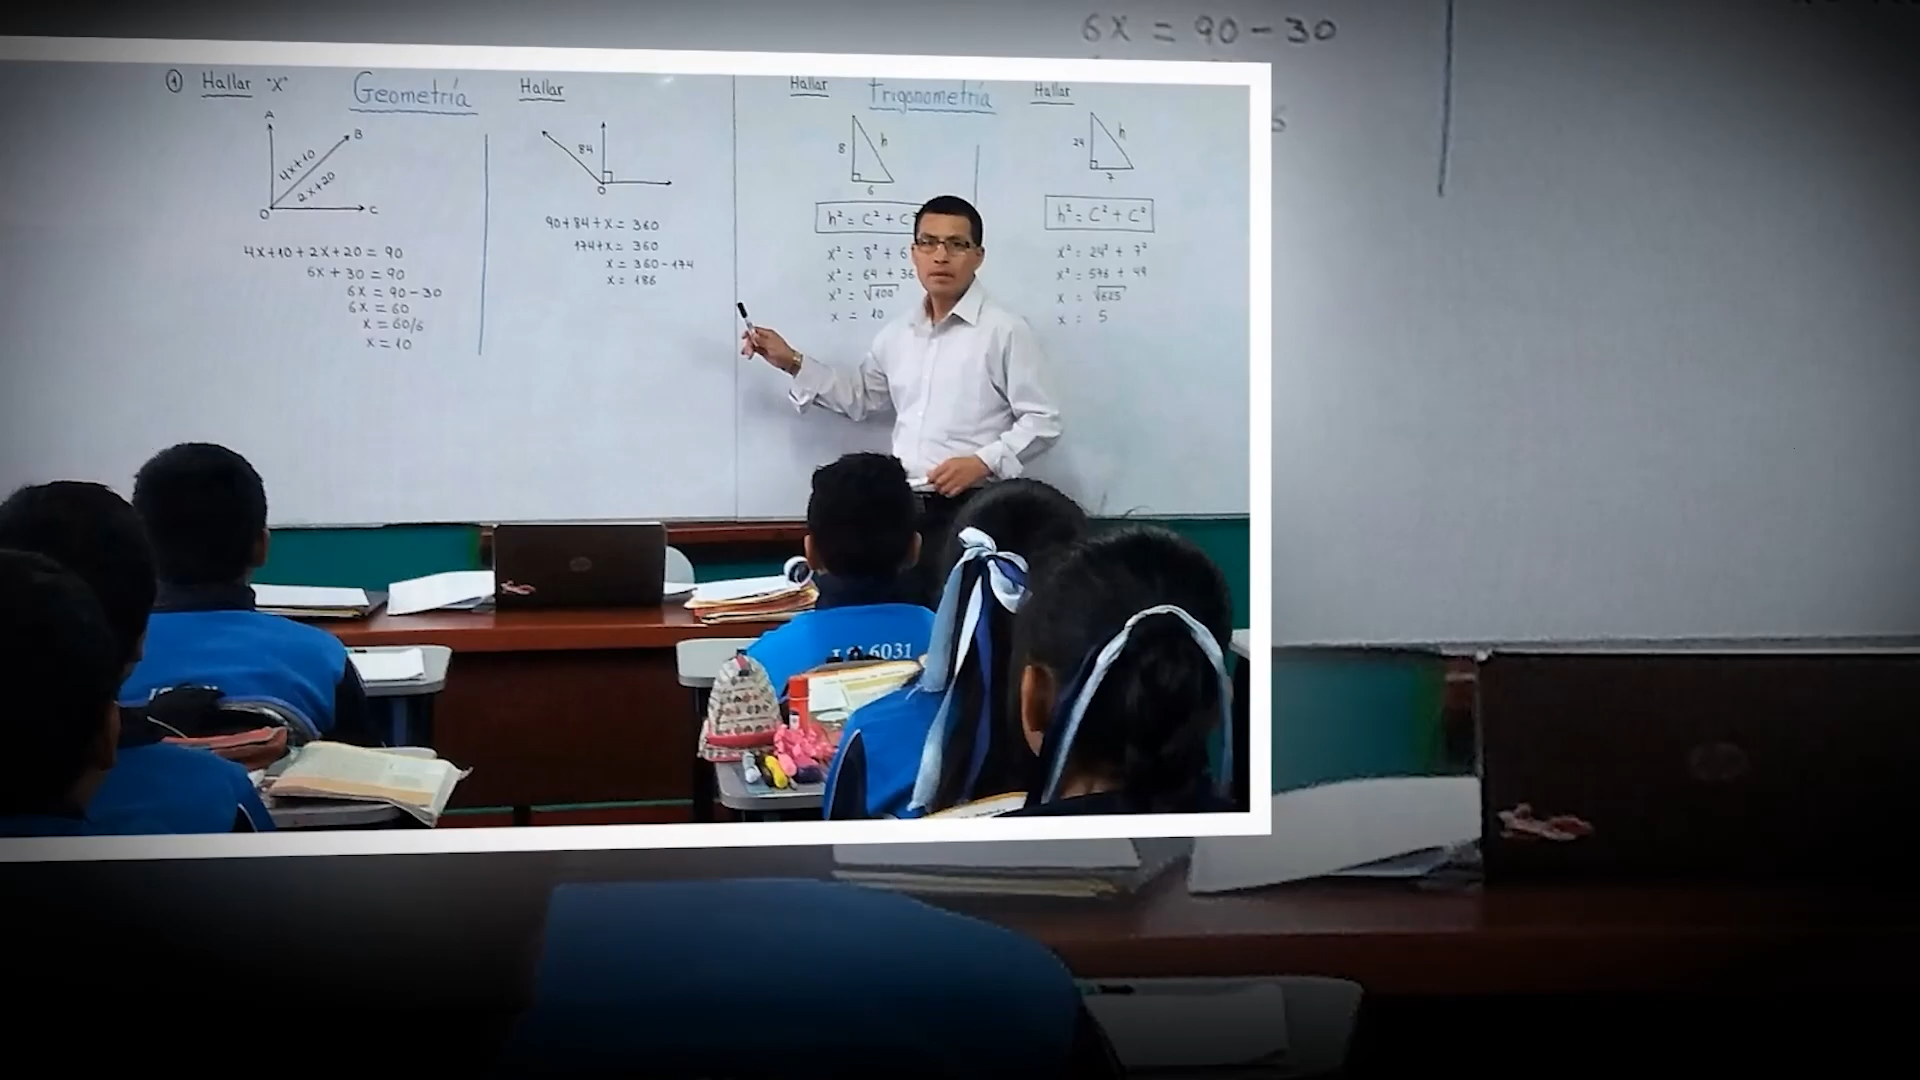 6x = 90 - 30
① Hallar "x"
Geometría
A
B
4x+10
2x+20
O
C
4x+10+2x+20 = 90
6x + 30 = 90
6x = 90-30
6x = 60
x = 60/6
x = 10
Hallar
84
O
90+84+x = 360
174+x = 360
x = 360-174
x = 186
Hallar
Trigonometría
8
h
6
h² = C² + C²
x² = 8² + 6
x² = 64 + 36
x² = √100
x = 10
Hallar
24
h
7
h² = C² + C²
x² = 24² + 7²
x² = 576 + 49
x = √625
x = 5
6031